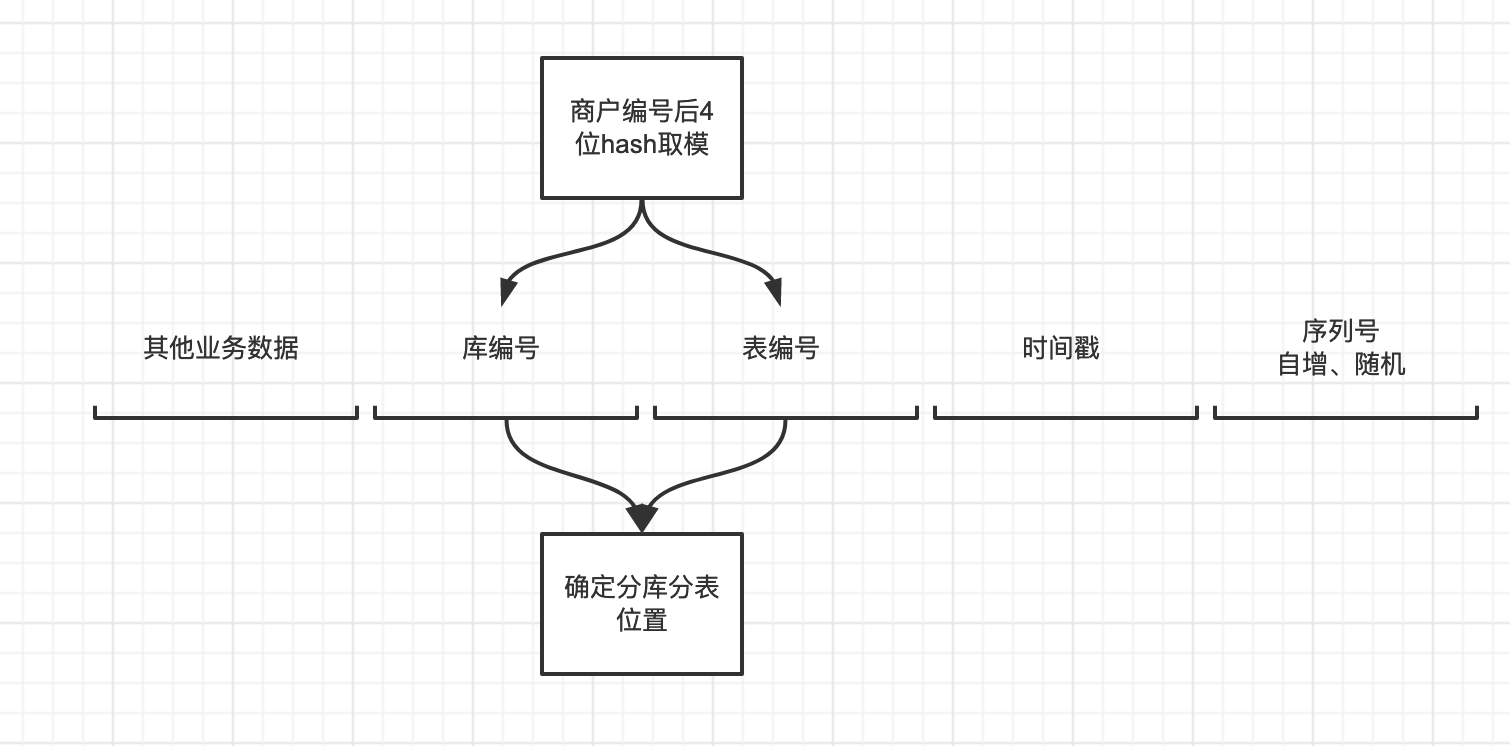 商户编号后4
位hash取模
其他业务数据
库编号
表编号
时间戳
序列号
自增、随机
确定分库分表
位置